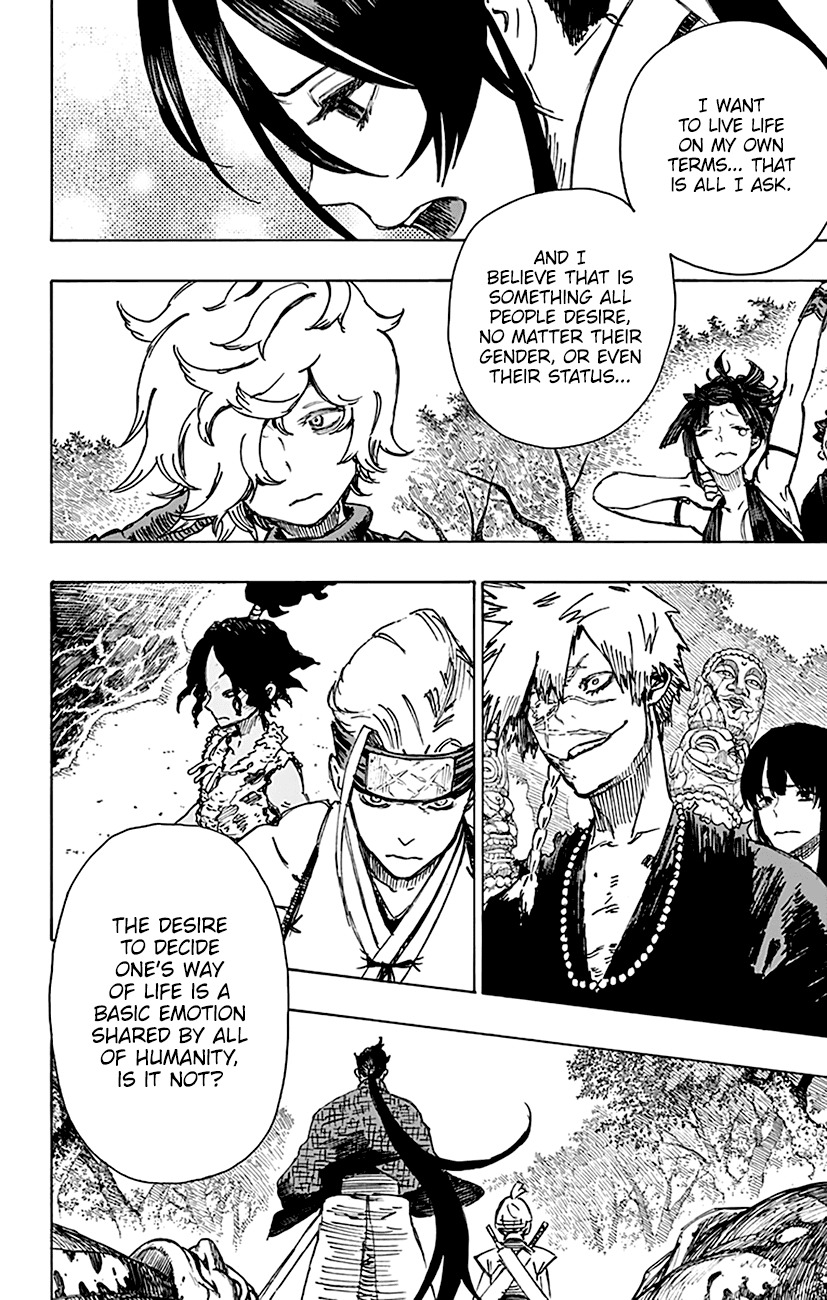 I WANT
TO LIVE LIFE
ON MY OWN
TERMS... THAT
IS ALL I ASK.
AND I
BELIEVE THAT IS
SOMETHING ALL
PEOPLE DESIRE,
NO MATTER THEIR
GENDER, OR EVEN
THEIR STATUS...
THE DESIRE
TO DECIDE
ONE'S WAY
OF LIFE IS A
BASIC EMOTION
SHARED BY ALL
OF HUMANITY,
IS IT NOT?